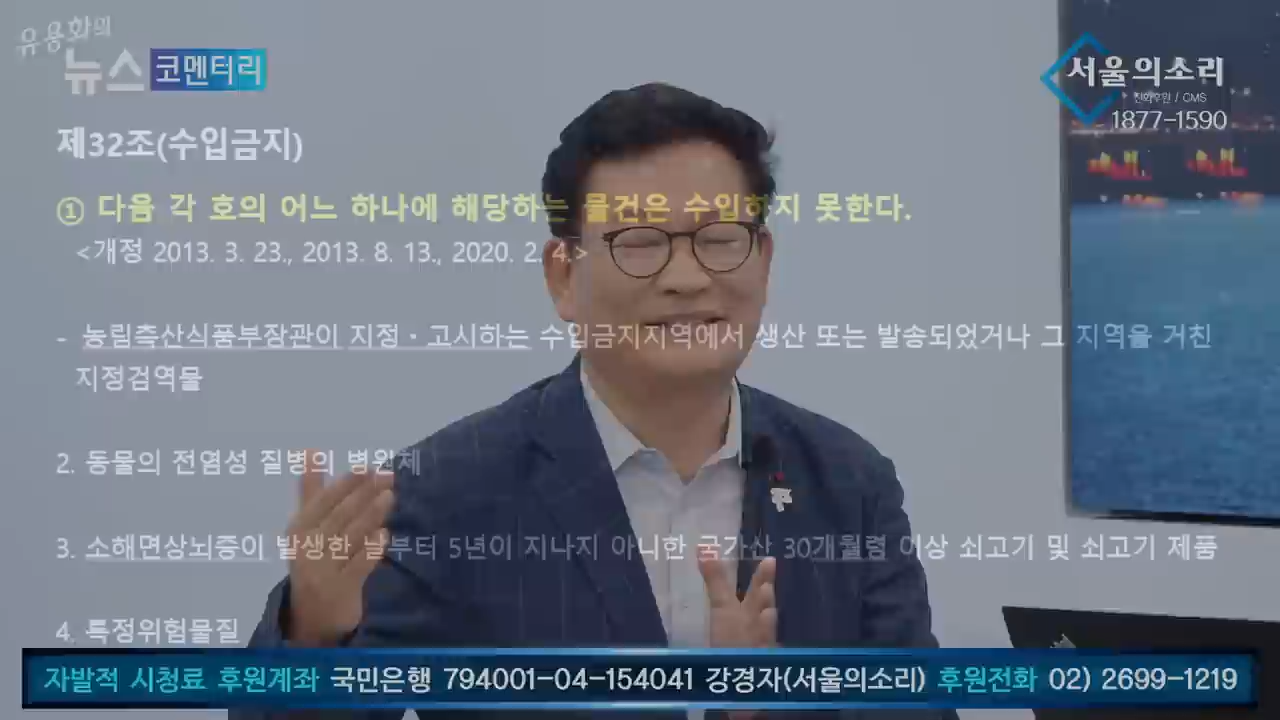 유용화의
뉴스 코멘터리
서울의소리
전화후원 / CMS
1877-1590
제32조(수입금지)
① 다음 각 호의 어느 하나에 해당하는 물건은 수입하지 못한다.
<개정 2013. 3. 23., 2013. 8. 13., 2020. 2. 4.>
- 농림축산식품부장관이 지정·고시하는 수입금지지역에서 생산 또는 발송되었거나 그 지역을 거친
지정검역물
2. 동물의 전염성 질병의 병원체
3. 소해면상뇌증이 발생한 날부터 5년이 지나지 아니한 국가산 30개월령 이상 쇠고기 및 쇠고기 제품
4. 특정위험물질
자발적 시청료 후원계좌 국민은행 794001-04-154041 강경자(서울의소리) 후원전화 02) 2699-1219